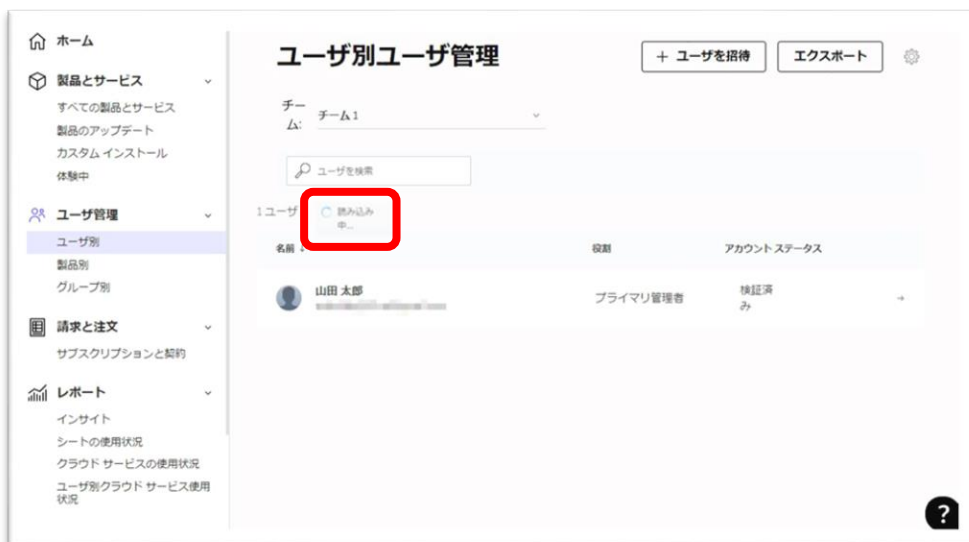 ホーム
製品とサービス
すべての製品とサービス
製品のアップデート
カスタム インストール
体験中
ユーザ管理
ユーザ別
製品別
グループ別
請求と注文
サブスクリプションと契約
レポート
インサイト
シートの使用状況
クラウド サービスの使用状況
ユーザ別クラウド サービス使用
状況
ユーザ別ユーザ管理
+ ユーザを招待
エクスポート
チー
ム:
チーム1
ユーザを検索
1ユーザ
読み込み
中...
名前
役割
アカウント ステータス
山田 太郎
プライマリ管理者
検証済
み
?